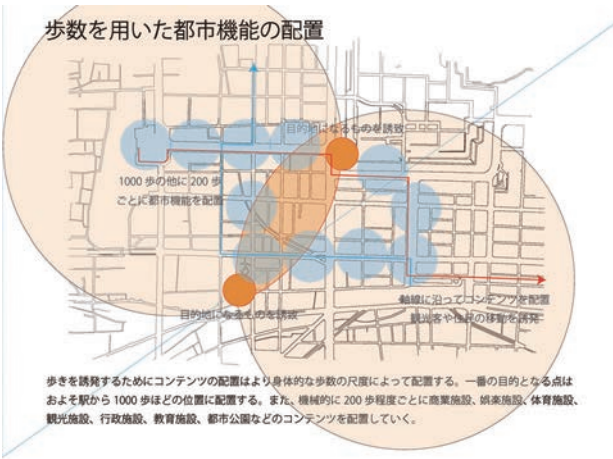 歩数を用いた都市機能の配置
目的地になるものを誘致
1000 歩の他に 200 歩
ごとに都市機能を配置
軸線に沿ってコンテンツを配置
観光客や住民の移動を誘発
目的地になるものを誘致
歩きを誘発するためにコンテンツの配置はより身体的な歩数の尺度によって配置する。一番の目的となる点は
およそ駅から 1000 歩ほどの位置に配置する。また、機械的に 200 歩程度ごとに商業施設、娯楽施設、体育施設、
観光施設、行政施設、教育施設、都市公園などのコンテンツを配置していく。